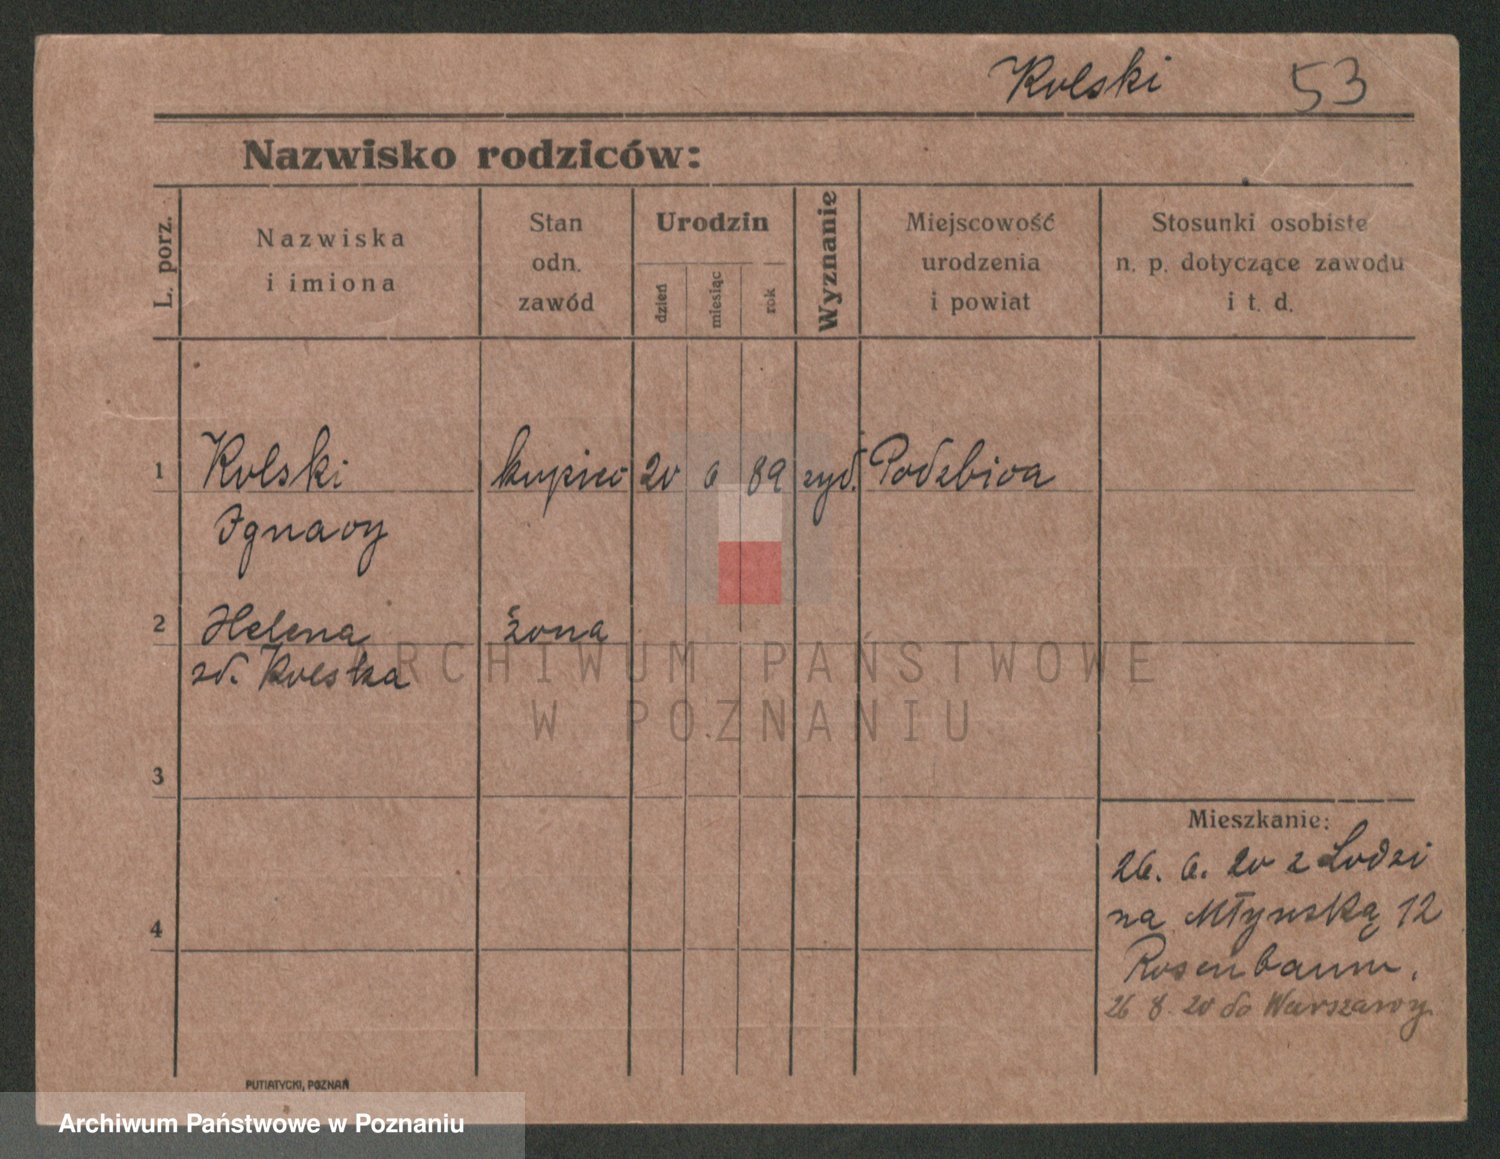 Kolski 53
Nazwisko rodziców:
L. porz.
Nazwiska
i imiona
Stan
odn.
zawód
Urodzin
dzień
miesiąc
rok
Wyznanie
Miejscowość
urodzenia
i powiat
Stosunki osobiste
n. p. dotyczące zawodu
i t. d.
1 Kolski kupiec 20 6 89 żyd. Podebica
Ignacy
2 Helena żona
zd. Kolska
3
4
Mieszkanie:
26. 6. 20 z Lodzi
na Młyńską 12
Rosenbaum.
26 8 20 do Warszawy
PUTIATYCKI, POZNAŃ
ARCHIWUM PAŃSTWOWE
W POZNANIU
Archiwum Państwowe w Poznaniu